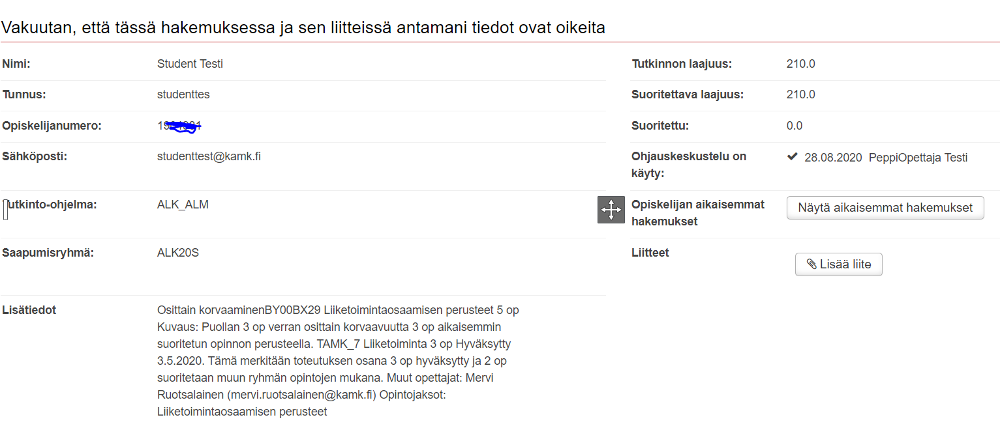 Vakuutan, että tässä hakemuksessa ja sen liitteissä antamani tiedot ovat oikeita
Nimi: Student Testi
Tunnus: studenttes
Opiskelijanumero:
Sähköposti: studenttest@kamk.fi
Tutkinto-ohjelma: ALK_ALM
Saapumisryhmä: ALK20S
Lisätiedot Osittain korvaaminenBY00BX29 Liiketoimintaosaamisen perusteet 5 op
Kuvaus: Puollan 3 op verran osittain korvaavuutta 3 op aikaisemmin
suoritetun opinnon perusteella. TAMK_7 Liiketoiminta 3 op Hyväksytty
3.5.2020. Tämä merkitään toteutuksen osana 3 op hyväksytty ja 2 op
suoritetaan muun ryhmän opintojen mukana. Muut opettajat: Mervi
Ruotsalainen (mervi.ruotsalainen@kamk.fi) Opintojaksot:
Liiketoimintaosaamisen perusteet
Tutkinnon laajuus: 210.0
Suoritettava laajuus: 210.0
Suoritettu: 0.0
Ohjauskeskustelu on 28.08.2020 PeppiOpettaja Testi
käyty:
Opiskelijan aikaisemmat Näytä aikaisemmat hakemukset
hakemukset
Liitteet Lisää liite